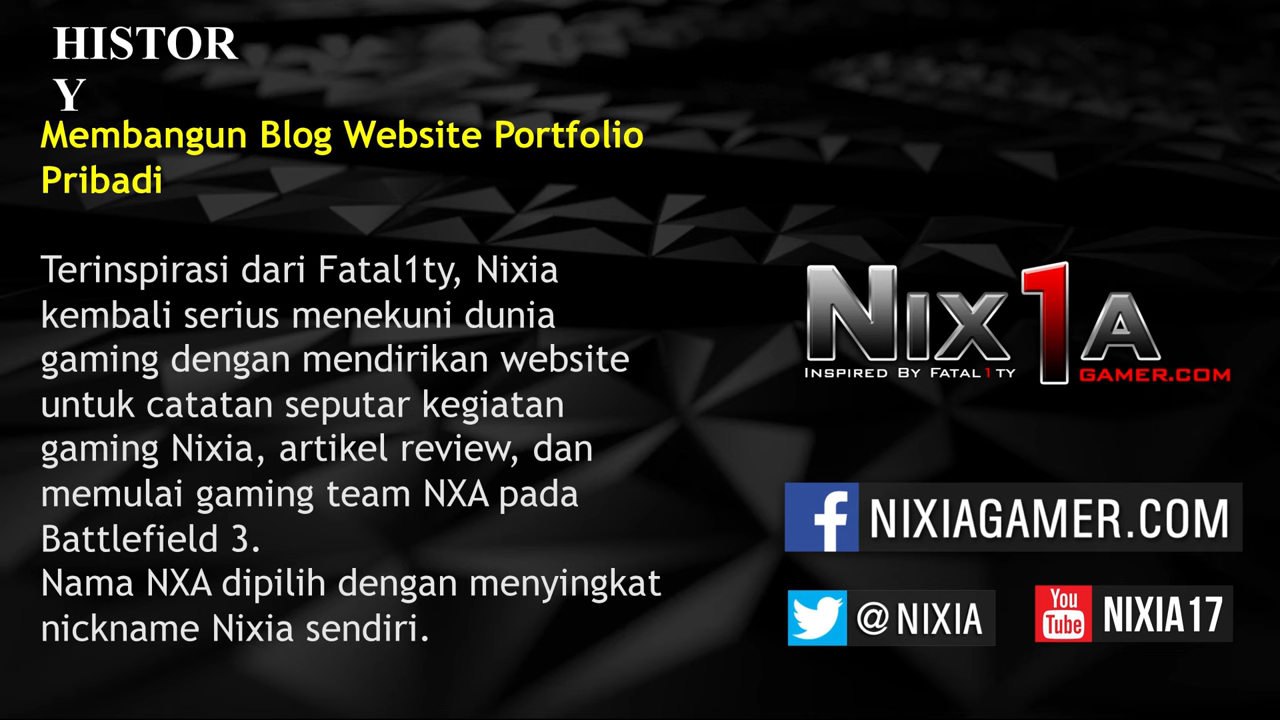 HISTOR
Y
Membangun Blog Website Portfolio
Pribadi
Terinspirasi dari Fatal1ty, Nixia
kembali serius menekuni dunia
gaming dengan mendirikan website
untuk catatan seputar kegiatan
gaming Nixia, artikel review, dan
memulai gaming team NXA pada
Battlefield 3.
Nama NXA dipilih dengan menyingkat
nickname Nixia sendiri.
NIX1A
INSPIRED BY FATAL1TY GAMER.COM
f NIXIAGAMER.COM
@NIXIA
You Tube NIXIA17